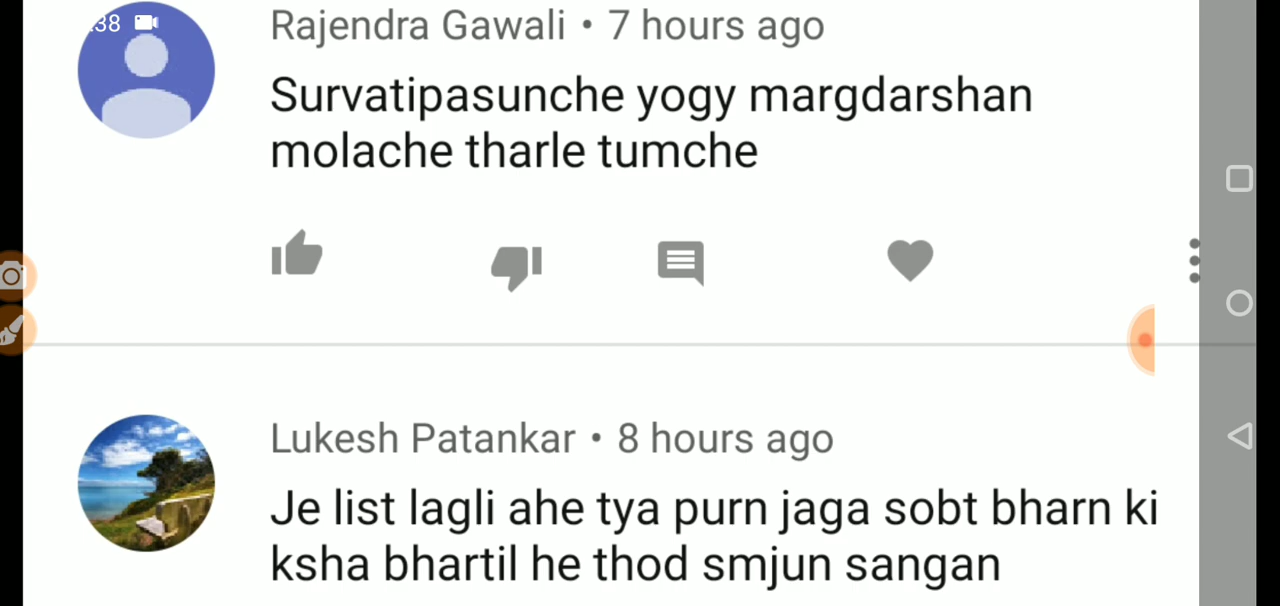 :38
Rajendra Gawali • 7 hours ago
Survatipasunche yogy margdarshan
molache tharle tumche
Lukesh Patankar • 8 hours ago
Je list lagli ahe tya purn jaga sobt bharn ki
ksha bhartil he thod smjun sangan